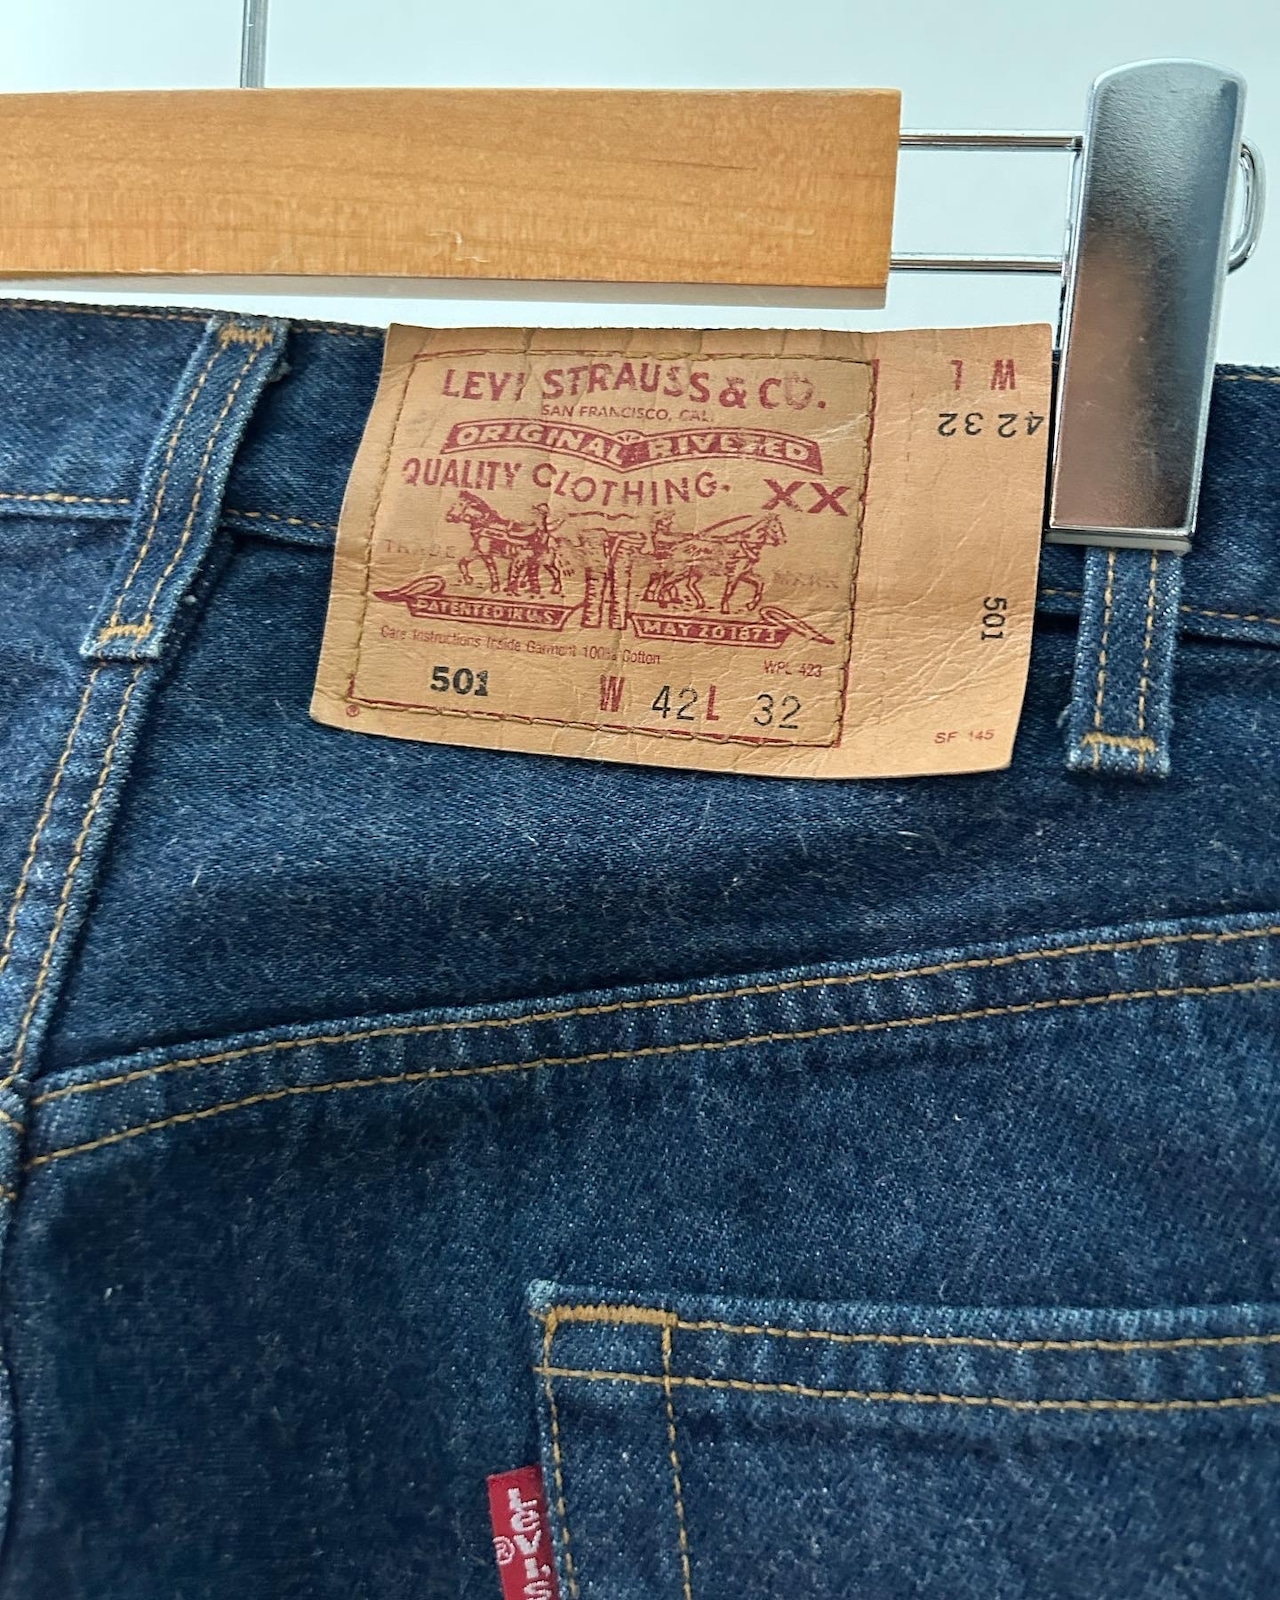 LEVI STRAUSS & CO.
SAN FRANCISCO, CAL.
ORIGINAL RIVETED
QUALITY CLOTHING. XX
TRADE MARK
PATENTED IN U.S. MAY 20 1873
Care Instructions Inside Garment 100% Cotton
WPL 423
501 W 42 L 32
®
W L
42 32
501
SF 145
LEVI'S
®